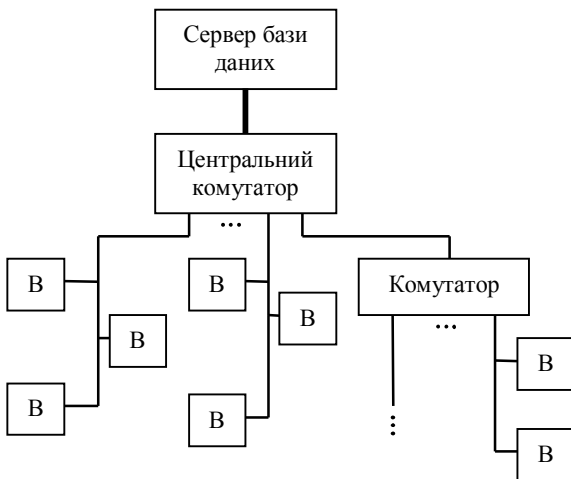 Сервер бази
даних
Центральний
комутатор
...
В
В
Комутатор
В
В
...
В
В
В
...
В